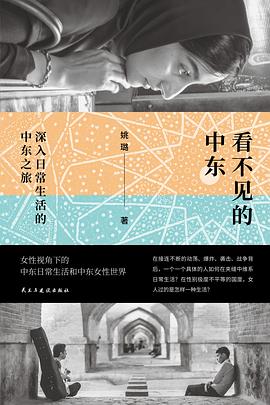 看不见的
中东
深入日常生活的
中东之旅
姚璐
著
女性视角下的
中东日常生活和中东女性世界
民主与建设出版社
在接连不断的动荡、爆炸、袭击、战争背
后，一个一个具体的人如何在夹缝中维系
日常生活？在性别极度不平等的国度，女
人过的是怎样一种生活？